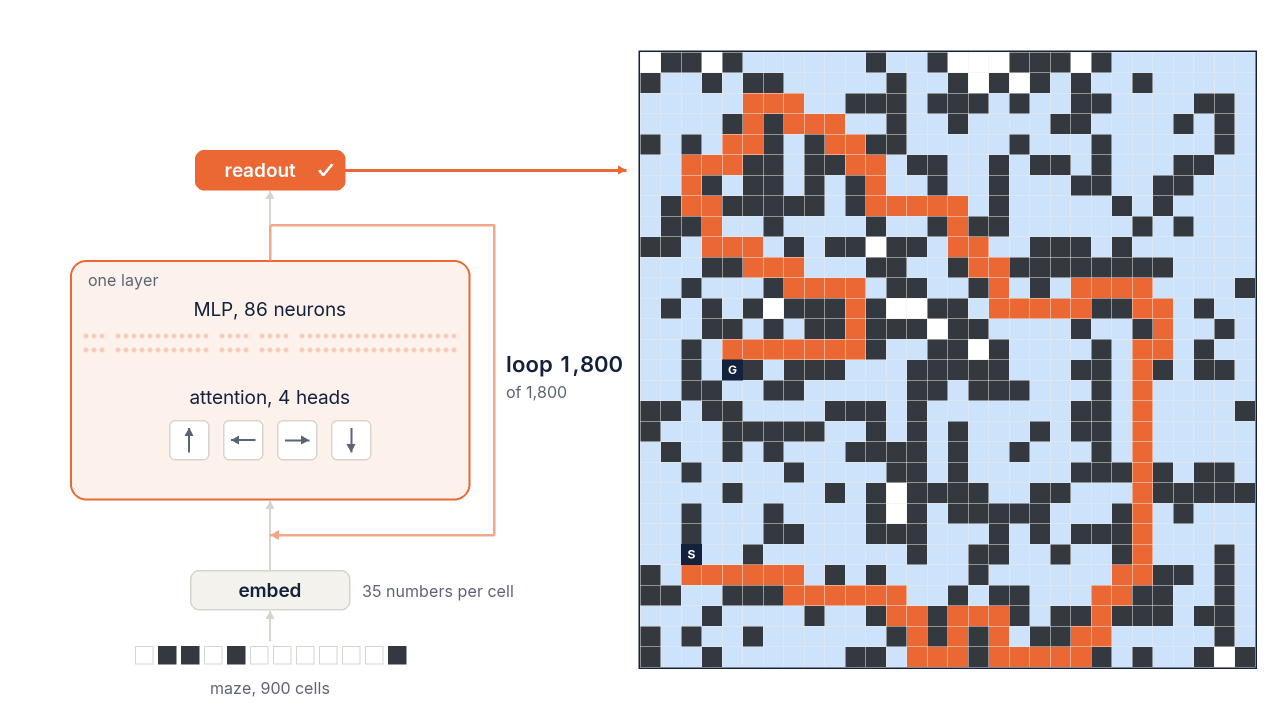 readout
one layer
MLP, 86 neurons
attention, 4 heads
loop 1,800
of 1,800
embed
35 numbers per cell
maze, 900 cells
G
S